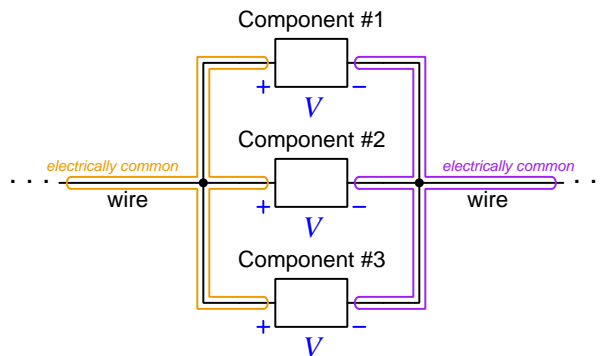 Component #1
+ V −
Component #2
electrically common electrically common
. . . wire + V − wire . .
Component #3
+ V −